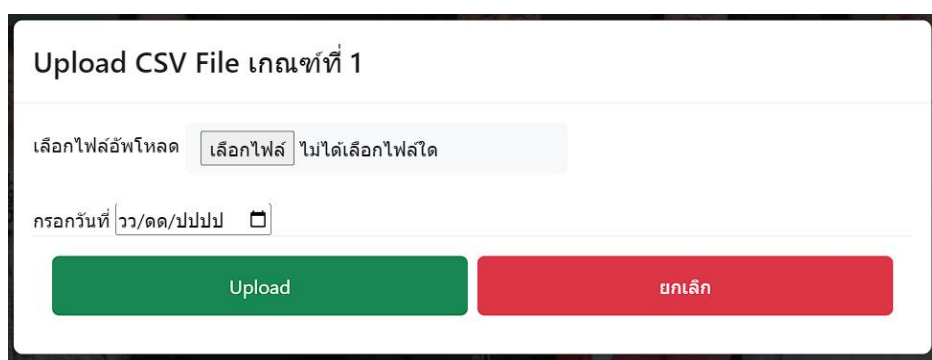 Upload CSV File เกณฑ์ที่ 1
เลือกไฟล์อัพโหลด เลือกไฟล์ ไม่ได้เลือกไฟล์ใด
กรอกวันที่ วว/ดด/ปปปป
Upload ยกเลิก